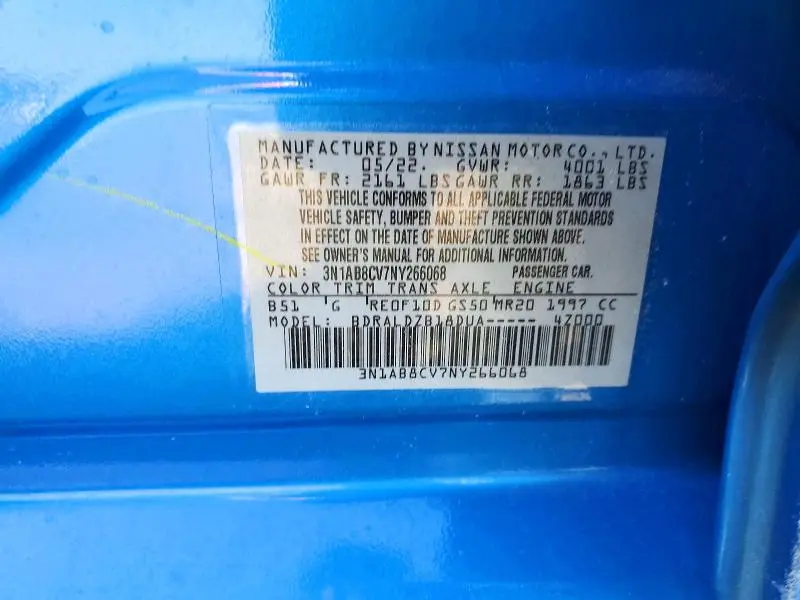 MANUFACTURED BY NISSAN MOTOR CO., LTD.
DATE: 05/22 GVWR: 4001 LBS
GAWR FR: 2161 LBS GAWR RR: 1863 LBS
THIS VEHICLE CONFORMS TO ALL APPLICABLE FEDERAL MOTOR
VEHICLE SAFETY, BUMPER AND THEFT PREVENTION STANDARDS
IN EFFECT ON THE DATE OF MANUFACTURE SHOWN ABOVE.
SEE OWNER'S MANUAL FOR ADDITIONAL INFORMATION.
VIN: 3N1AB8CV7NY266068 PASSENGER CAR.
COLOR TRIM TRANS AXLE ENGINE
B51 G RE0F10D GS50 MR20 1997 CC
MODEL: BDRALDZB18DUA----- 4Z000
3N1AB8CV7NY266068